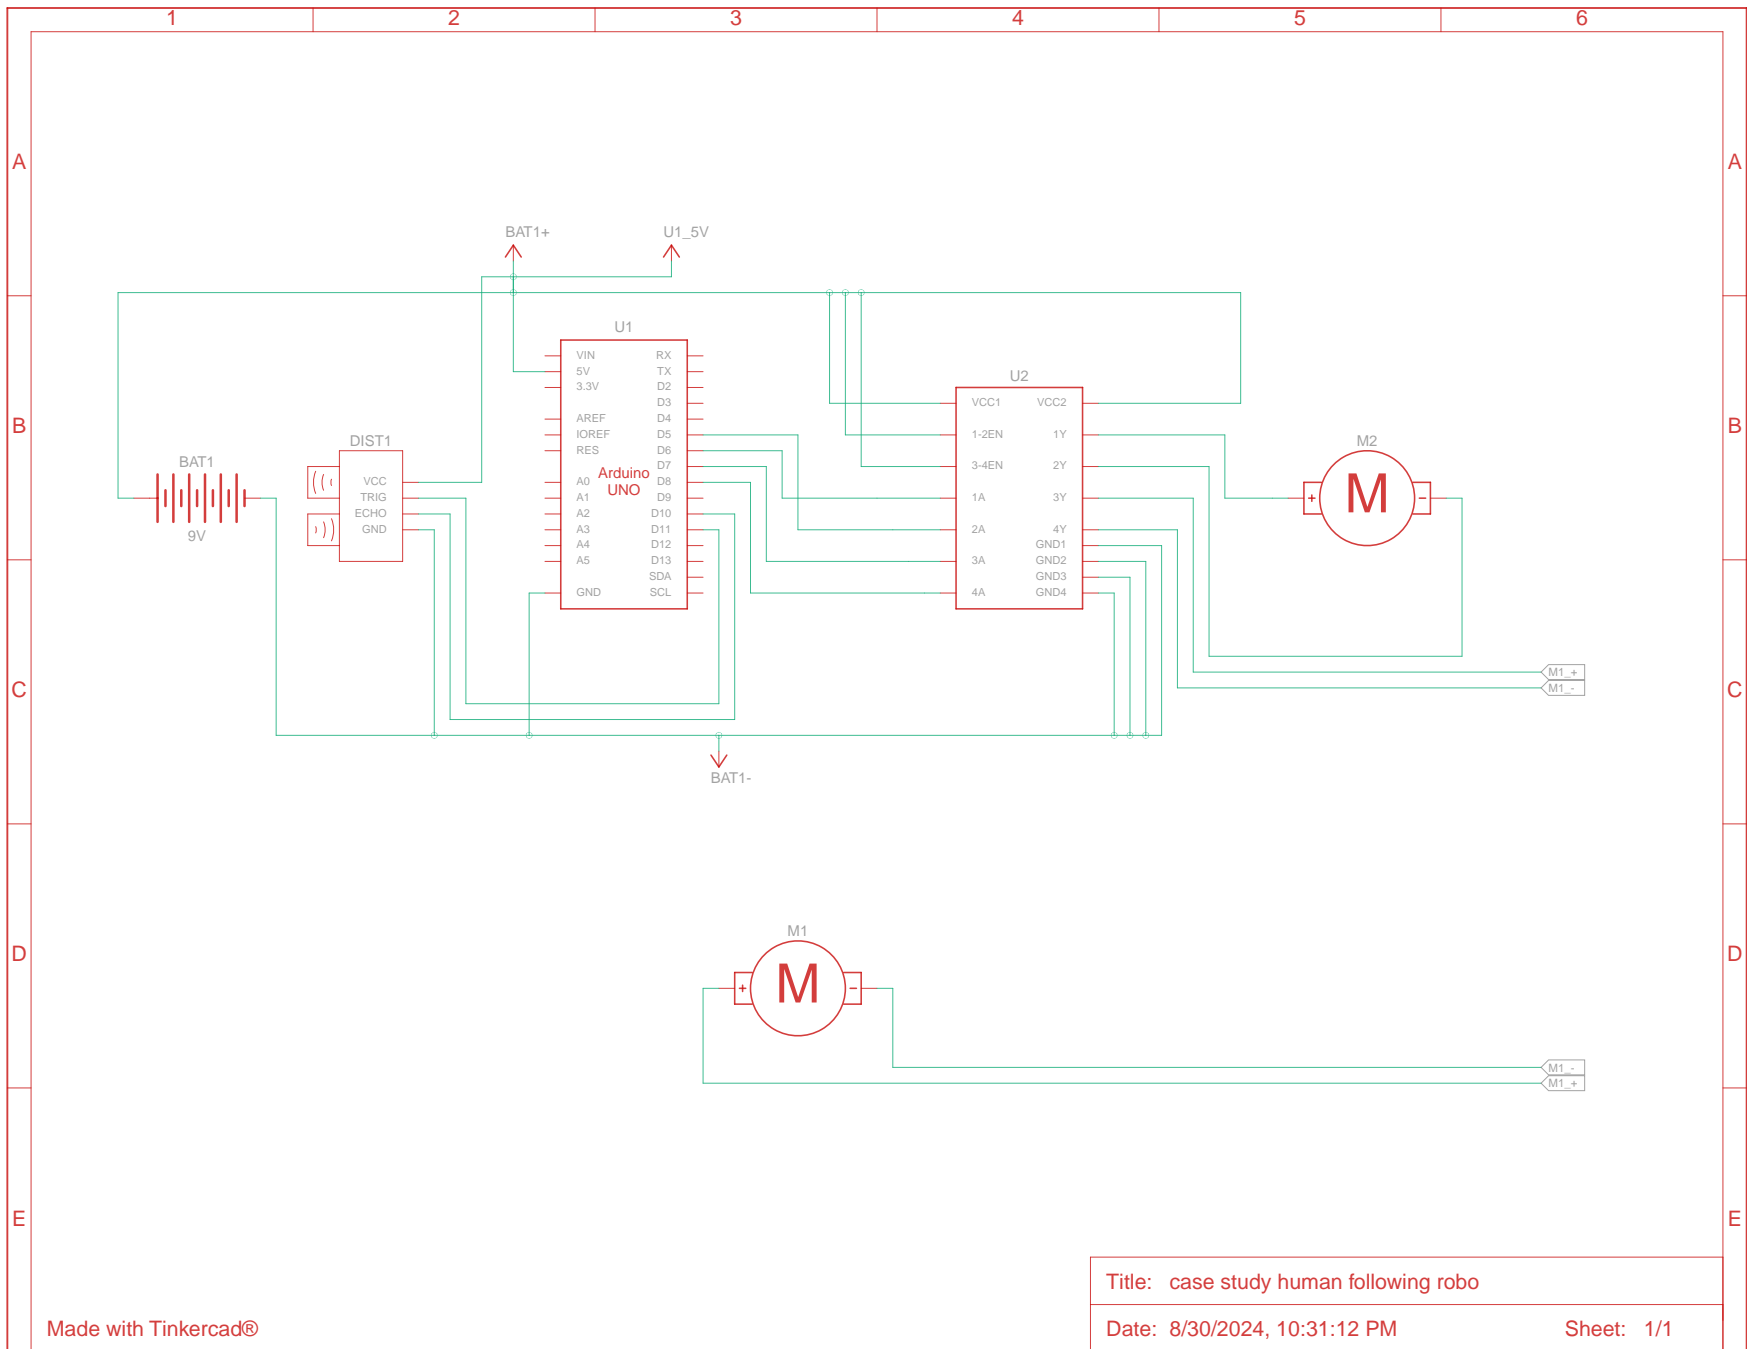 1 2 3 4 5 6
A A
BAT1+ U1_5V
U1
VIN RX
5V TX
3.3V D2
D3
AREF D4
IOREF D5
RES D6
D7
A0 D8
A1 D9
A2 D10
A3 D11
A4 D12
A5 D13
SDA
GND SCL
Arduino
UNO
U2
VCC1 VCC2
1-2EN 1Y
3-4EN 2Y
1A 3Y
2A 4Y
GND1
3A GND2
GND3
4A GND4
B B
DIST1
VCC
TRIG
ECHO
GND
BAT1
9V
M2
+ M -
M1_+
M1_-
C C
BAT1-
M1
+ M -
D D
M1_-
M1_+
E E
Title: case study human following robo
Made with Tinkercad®
Date: 8/30/2024, 10:31:12 PM Sheet: 1/1